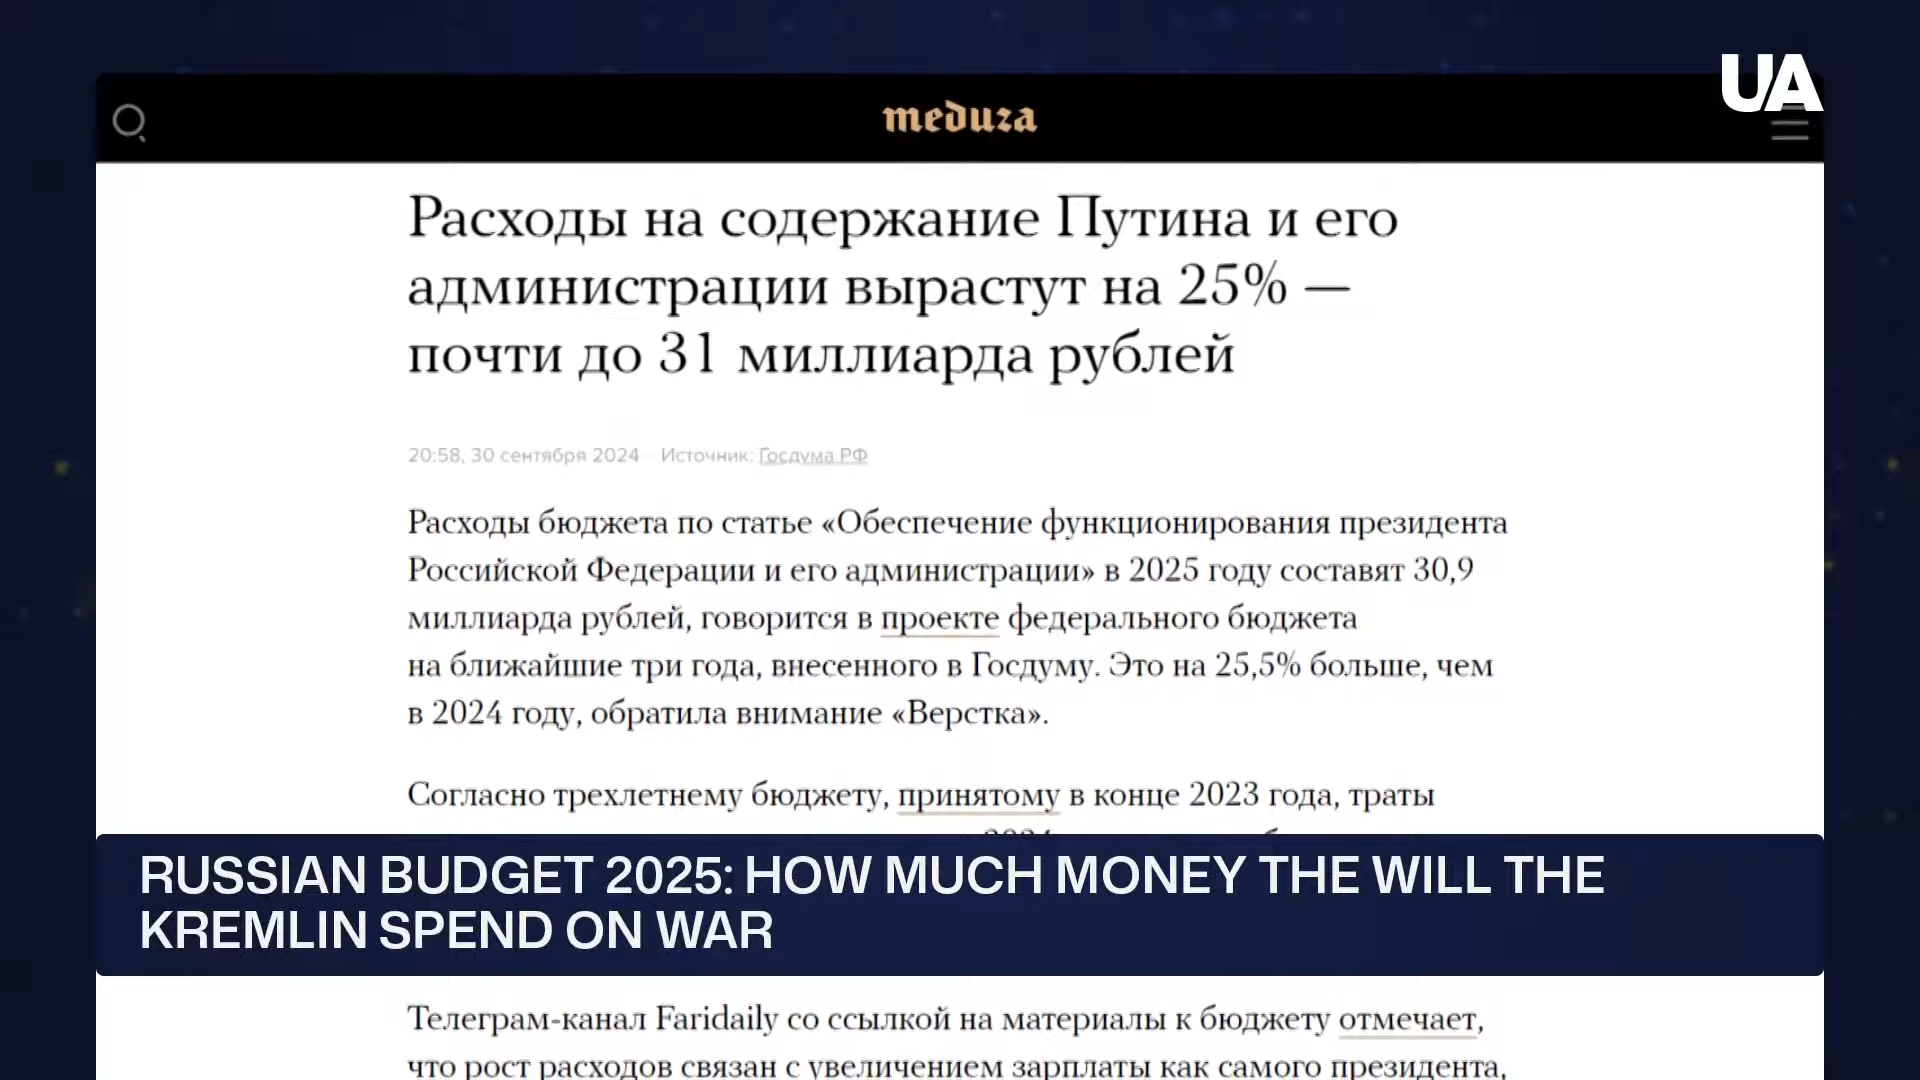 UA
meduza
Расходы на содержание Путина и его
администрации вырастут на 25% —
почти до 31 миллиарда рублей
20:58, 30 сентября 2024 Источник: Госдума РФ
Расходы бюджета по статье «Обеспечение функционирования президента
Российской Федерации и его администрации» в 2025 году составят 30,9
миллиарда рублей, говорится в проекте федерального бюджета
на ближайшие три года, внесенного в Госдуму. Это на 25,5% больше, чем
в 2024 году, обратила внимание «Верстка».
Согласно трехлетнему бюджету, принятому в конце 2023 года, траты
RUSSIAN BUDGET 2025: HOW MUCH MONEY THE WILL THE
KREMLIN SPEND ON WAR
Телеграм-канал Faridaily со ссылкой на материалы к бюджету отмечает,
что рост расходов связан с увеличением зарплаты как самого президента,